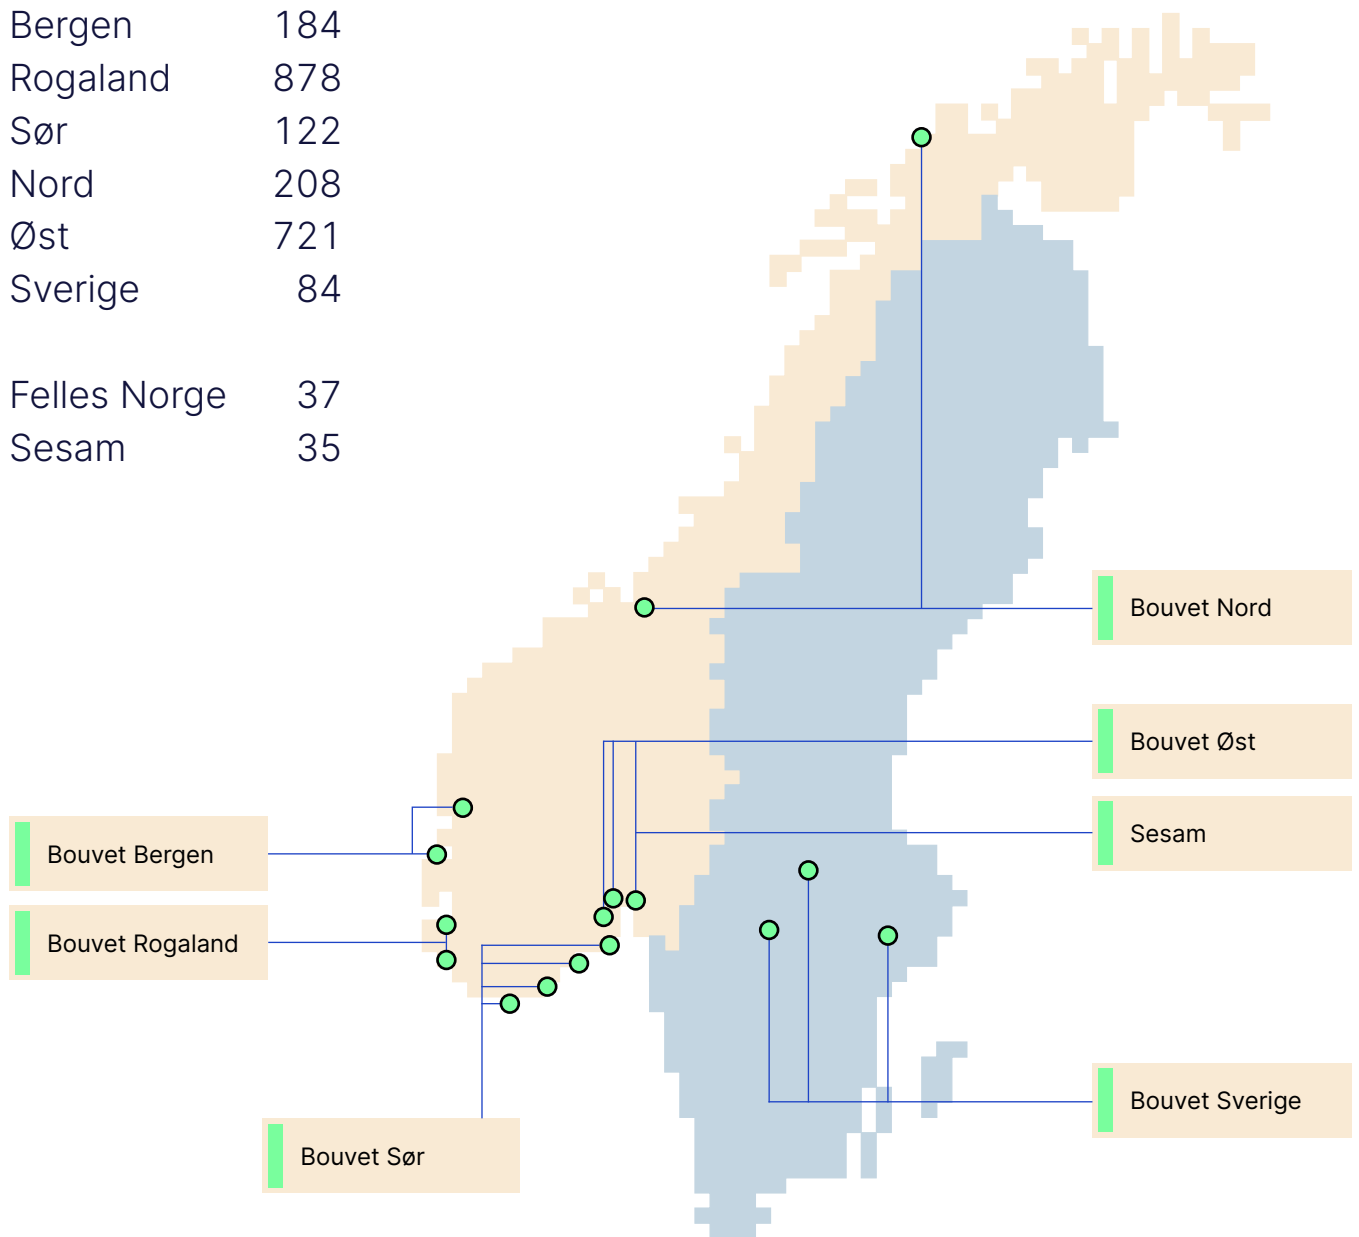 Bergen 184
Rogaland 878
Sør 122
Nord 208
Øst 721
Sverige 84
Felles Norge 37
Sesam 35
Bouvet Nord
Bouvet Øst
Sesam
Bouvet Bergen
Bouvet Rogaland
Bouvet Sverige
Bouvet Sør